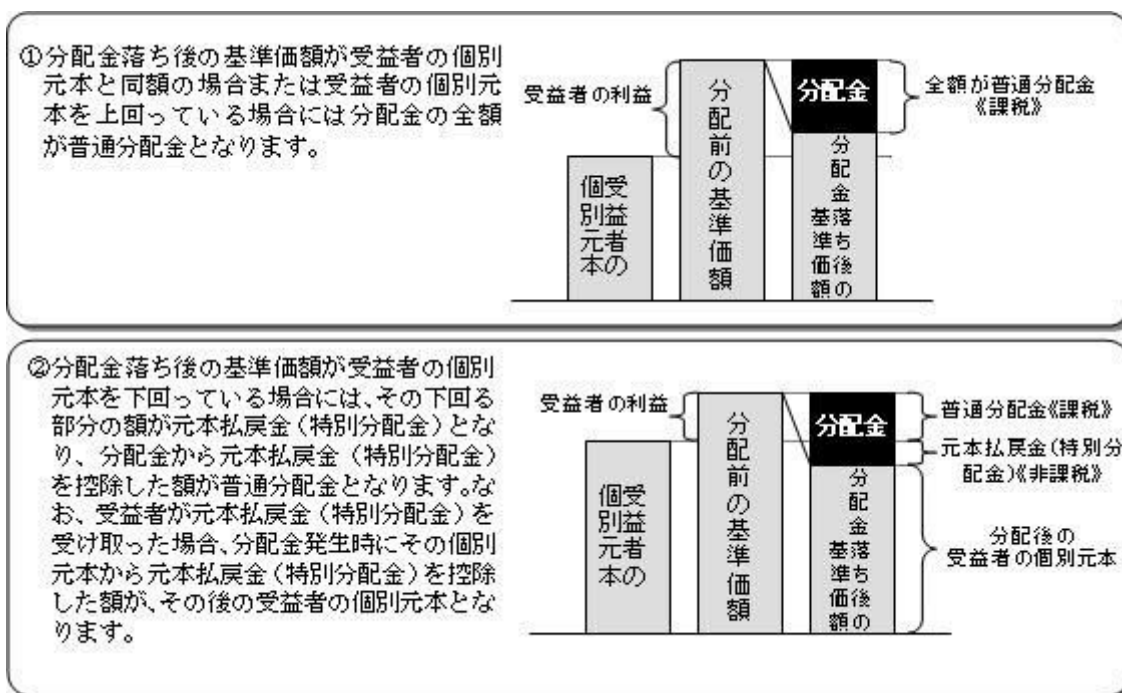 ①分配金落ち後の基準価額が受益者の個別
元本と同額の場合または受益者の個別元
本を上回っている場合には分配金の全額
が普通分配金となります。
受益者の利益
受益者の
個別元本
分配前の基準価額
分配金
分配金落ち後の
基準価額
全額が普通分配金
《課税》
②分配金落ち後の基準価額が受益者の個別
元本を下回っている場合には、その下回る
部分の額が元本払戻金(特別分配金)とな
り、分配金から元本払戻金(特別分配金)
を控除した額が普通分配金となります。な
お、受益者が元本払戻金(特別分配金)を
受け取った場合、分配金発生時にその個別
元本から元本払戻金(特別分配金)を控除
した額が、その後の受益者の個別元本とな
ります。
受益者の利益
受益者の
個別元本
分配前の基準価額
分配金
分配金落ち後の
基準価額
普通分配金《課税》
元本払戻金(特別分
配金)《非課税》
分配後の
受益者の個別元本